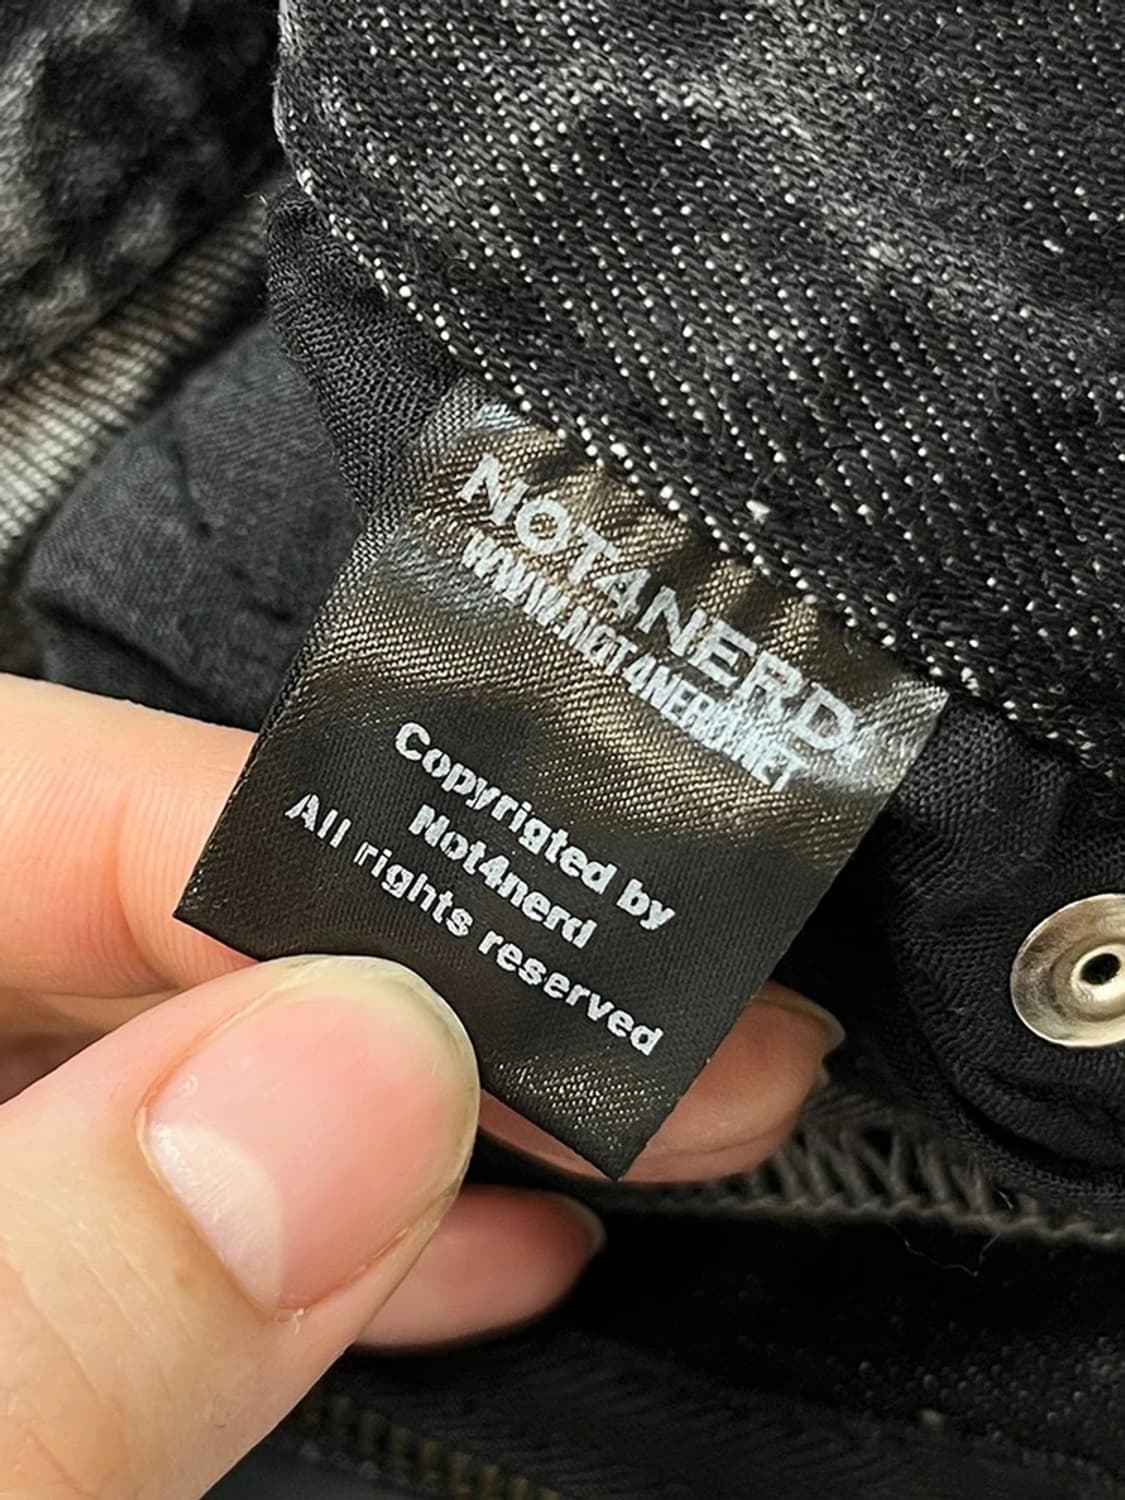 NOT4NERD
WWW.NOT4NERD.NET
Copyrigted by
Not4nerd
All rights reserved